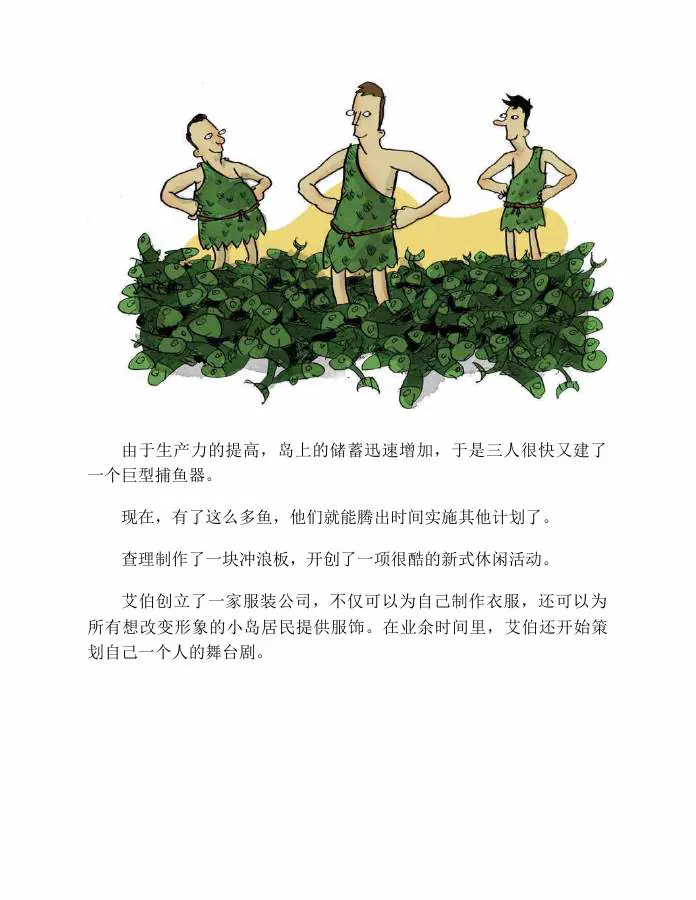 由于生产力的提高，岛上的储蓄迅速增加，于是三人很快又建了
一个巨型捕鱼器。
现在，有了这么多鱼，他们就能腾出时间实施其他计划了。
查理制作了一块冲浪板，开创了一项很酷的新式休闲活动。
艾伯创立了一家服装公司，不仅可以为自己制作衣服，还可以为
所有想改变形象的小岛居民提供服饰。在业余时间里，艾伯还开始策
划自己一个人的舞台剧。